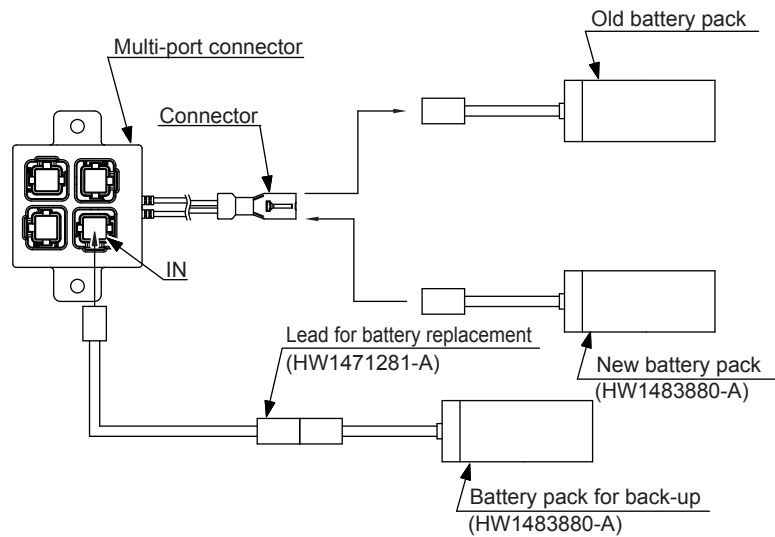 Old battery pack
Multi-port connector
Connector
IN
Lead for battery replacement
(HW1471281-A)
New battery pack
(HW1483880-A)
Battery pack for back-up
(HW1483880-A)